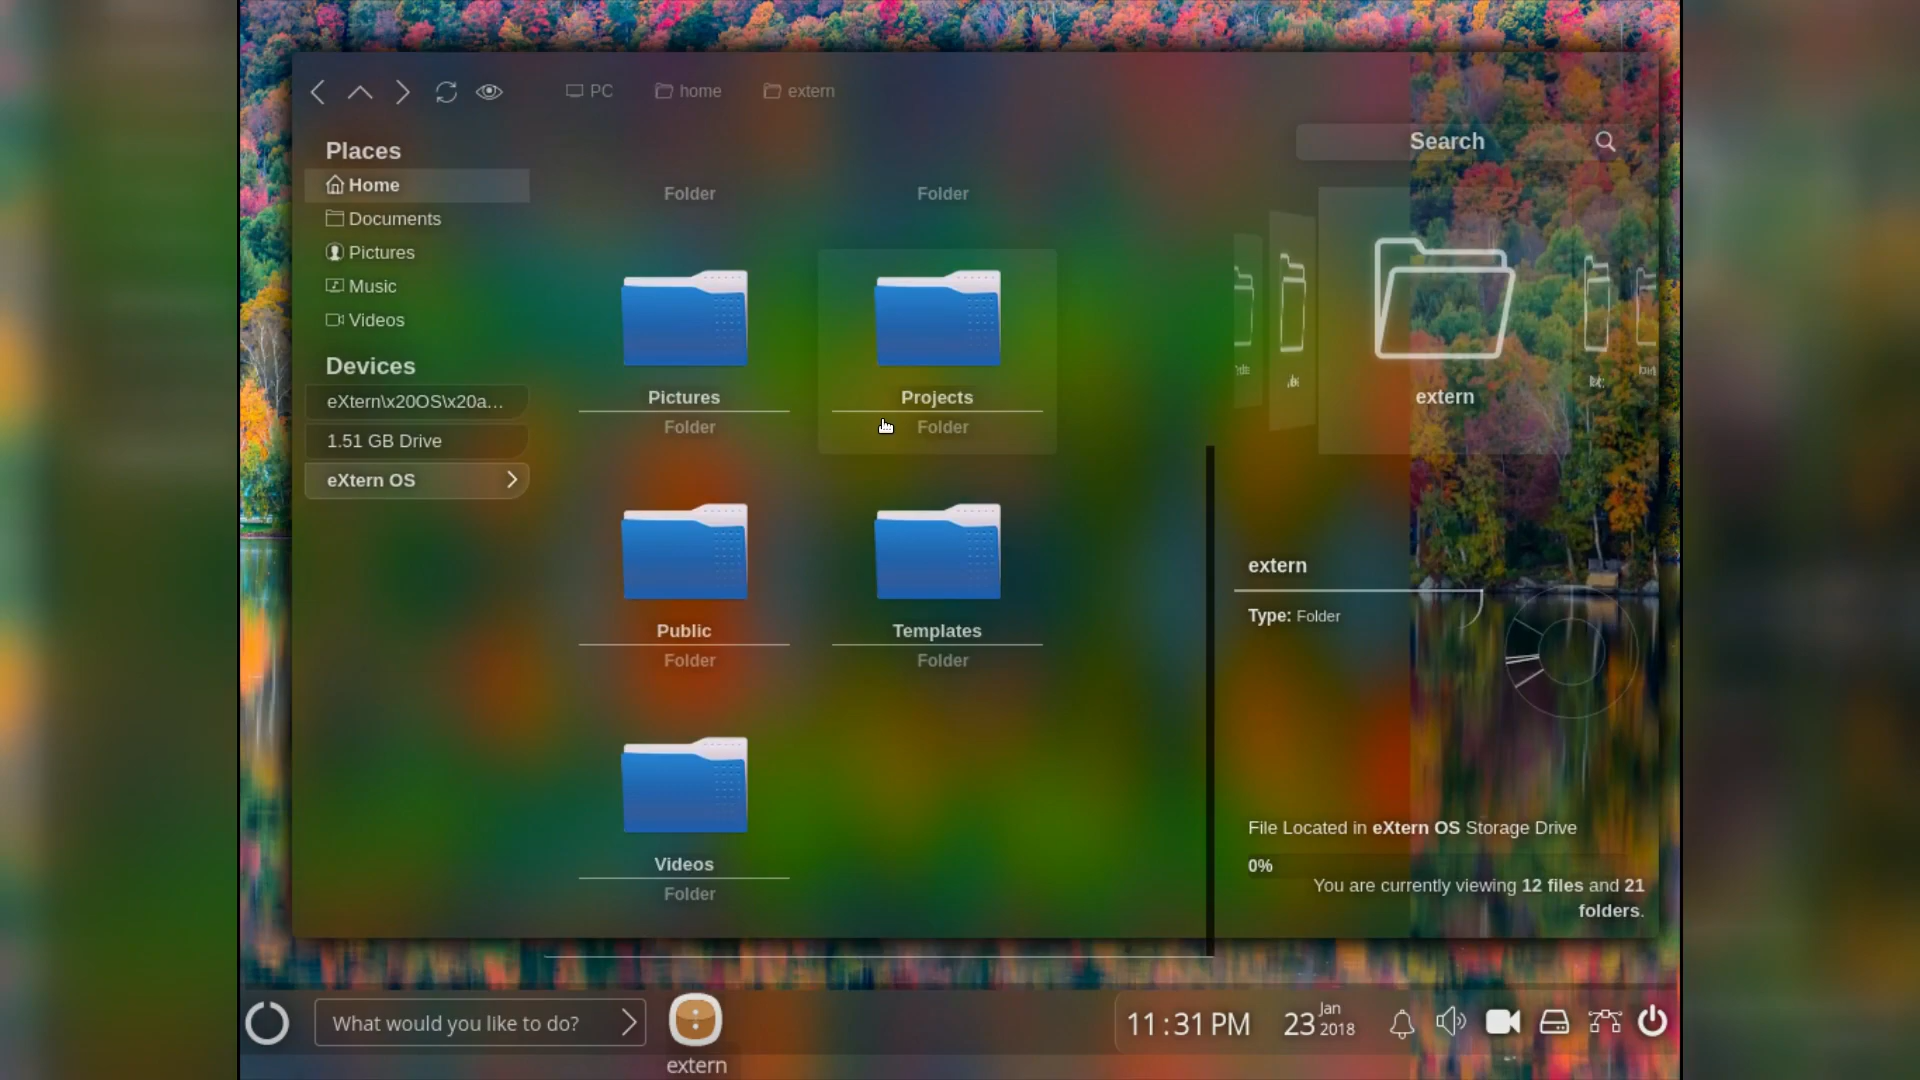 PC
home
extern
Places
Home
Documents
Pictures
Music
Videos
Devices
eXtern\x20OS\x20a...
1.51 GB Drive
eXtern OS
Folder
Folder
Pictures
Folder
Projects
Folder
Public
Folder
Templates
Folder
Videos
Folder
Search
extern
extern
Type: Folder
File Located in eXtern OS Storage Drive
0%
You are currently viewing 12 files and 21
folders.
What would you like to do?
extern
11:31 PM
23
Jan
2018